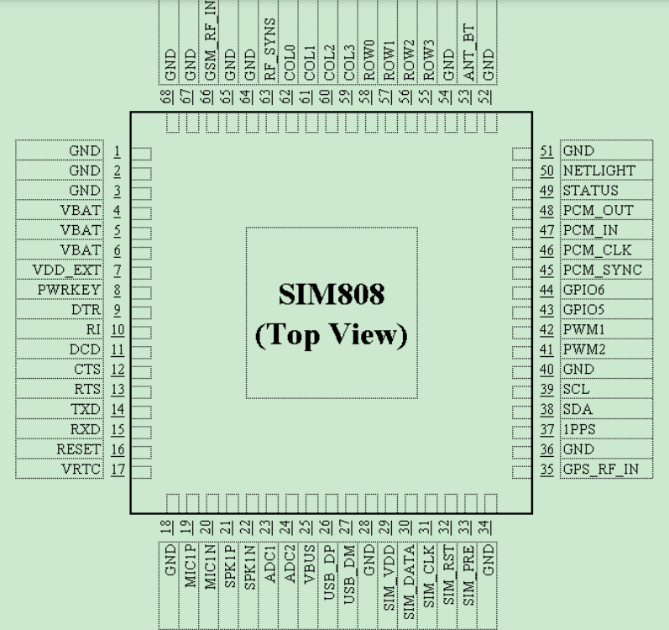 GND
GND
GSM_RF_IN
GND
GND
RF_SYNS
COL0
COL1
COL2
COL3
ROW0
ROW1
ROW2
ROW3
GND
ANT_BT
GND
68
67
66
65
64
63
62
61
60
59
58
57
56
55
54
53
52
GND 1
GND 2
GND 3
VBAT 4
VBAT 5
VBAT 6
VDD_EXT 7
PWRKEY 8
DTR 9
RI 10
DCD 11
CTS 12
RTS 13
TXD 14
RXD 15
RESET 16
VRTC 17
SIM808
(Top View)
51 GND
50 NETLIGHT
49 STATUS
48 PCM_OUT
47 PCM_IN
46 PCM_CLK
45 PCM_SYNC
44 GPIO6
43 GPIO5
42 PWM1
41 PWM2
40 GND
39 SCL
38 SDA
37 1PPS
36 GND
35 GPS_RF_IN
18
19
20
21
22
23
24
25
26
27
28
29
30
31
32
33
34
GND
MIC1P
MIC1N
SPK1P
SPK1N
ADC1
ADC2
VBUS
USB_DP
USB_DM
GND
SIM_VDD
SIM_DATA
SIM_CLK
SIM_RST
SIM_PRE
GND